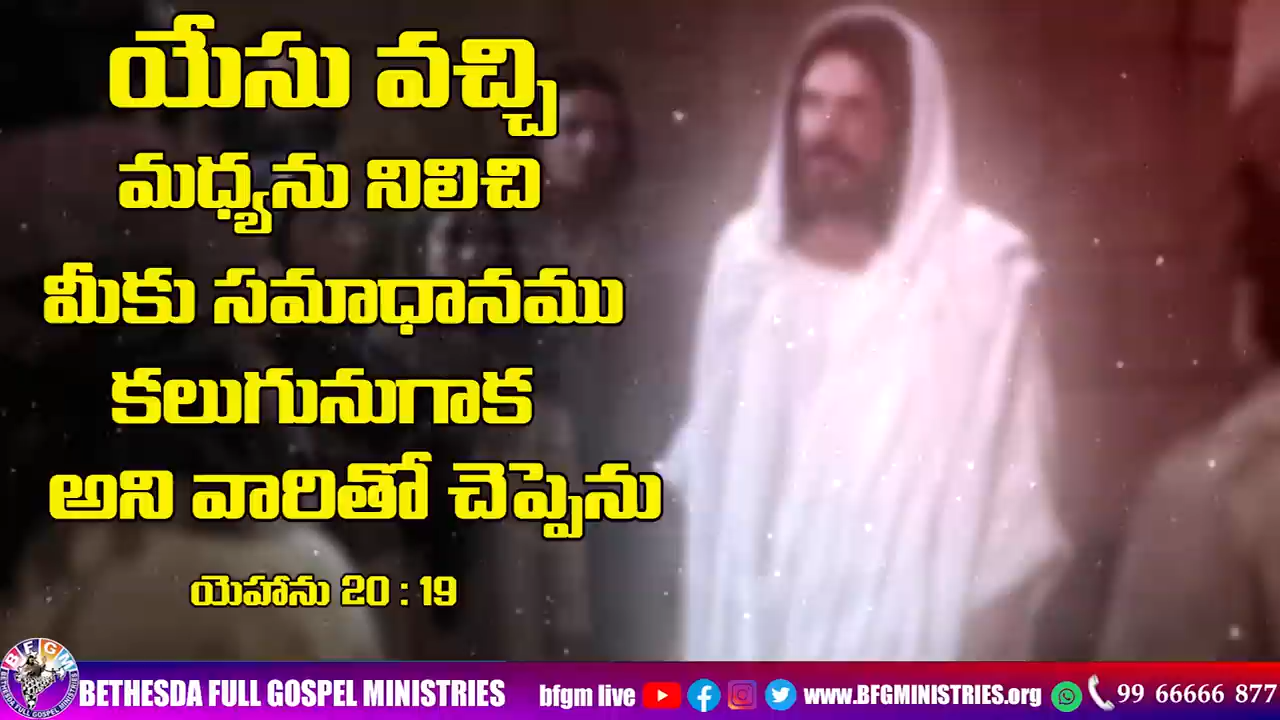 యేసు వచ్చి
మధ్యను నిలిచి
మీకు సమాధానము
కలుగునుగాక
అని వారితో చెప్పెను
యెహాను 20 : 19
BFGM
BETHESDA FULL GOSPEL MINISTRIES bfgm live www.BFGMINISTRIES.org 99 66666 877